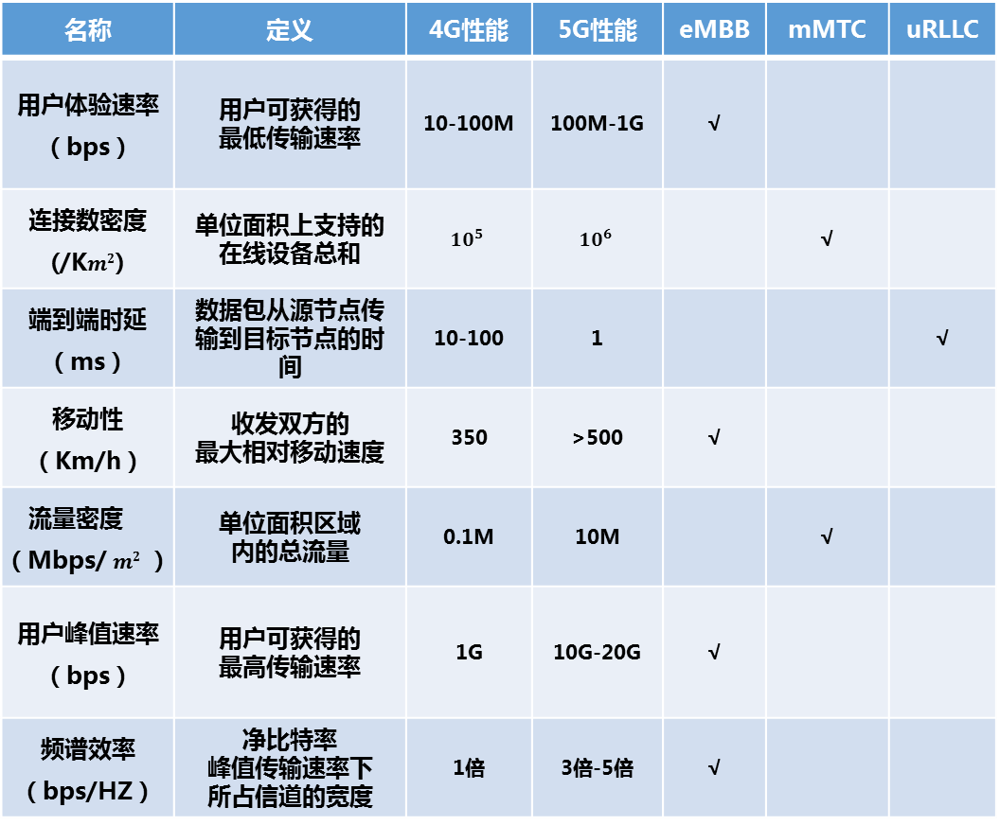 名称 定义 4G性能 5G性能 eMBB mMTC uRLLC
用户体验速率
（bps）
用户可获得的
最低传输速率
10-100M 100M-1G √
连接数密度
(/Km²)
单位面积上支持的
在线设备总和
10⁵ 10⁶ √
端到端时延
（ms）
数据包从源节点传
输到目标节点的时
间
10-100 1 √
移动性
（Km/h）
收发双方的
最大相对移动速度
350 >500 √
流量密度
（Mbps/ m² ）
单位面积区域
内的总流量
0.1M 10M √
用户峰值速率
（bps）
用户可获得的
最高传输速率
1G 10G-20G √
频谱效率
（bps/HZ）
净比特率
峰值传输速率下
所占信道的宽度
1倍 3倍-5倍 √